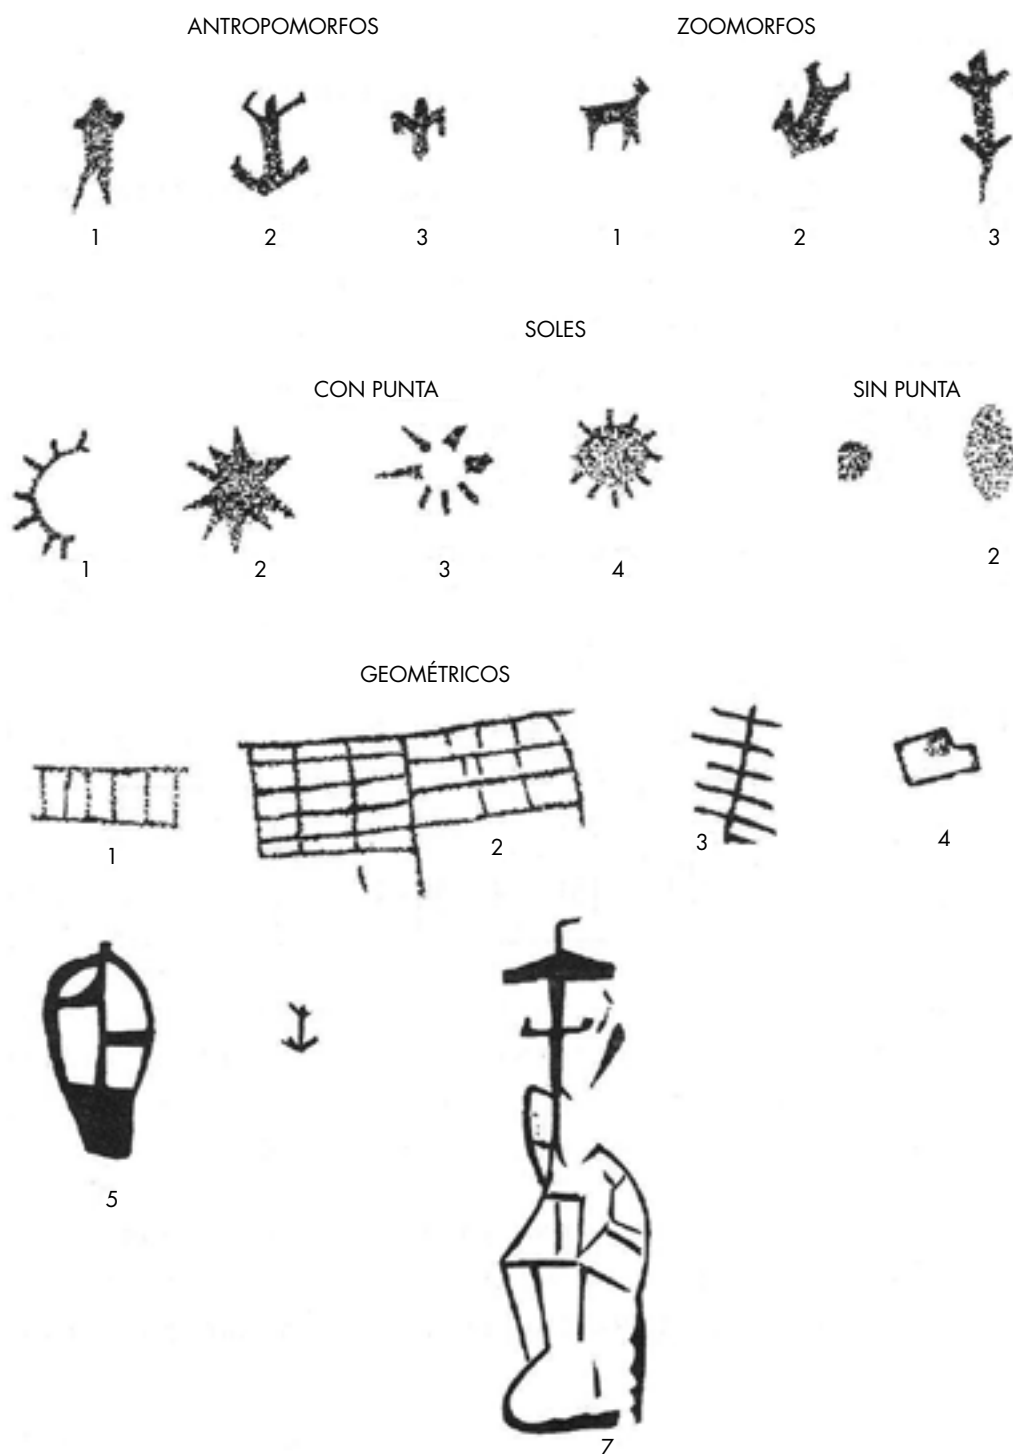 ANTROPOMORFOS ZOOMORFOS
1 2 3 1 2 3
SOLES
CON PUNTA SIN PUNTA
1 2 3 4 2
GEOMÉTRICOS
1 2 3 4
5
7